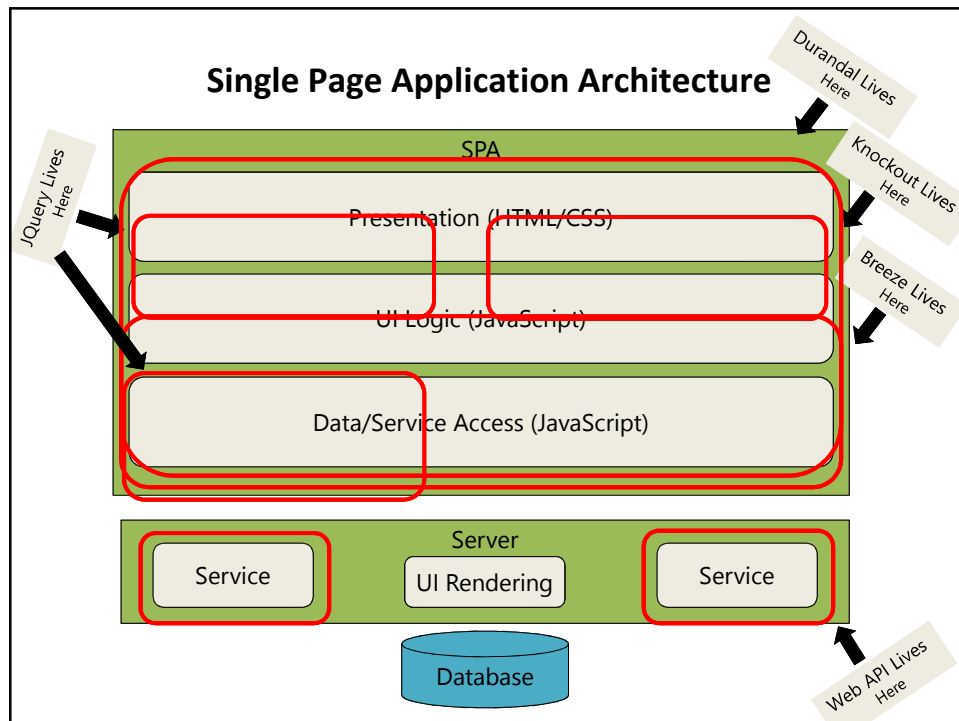 Single Page Application Architecture
Durandal Lives
Here
SPA
JQuery Lives
Here
Knockout Lives
Here
Presentation (HTML/CSS)
Breeze Lives
Here
UI Logic (JavaScript)
Data/Service Access (JavaScript)
Server
Service
UI Rendering
Service
Web API Lives
Here
Database